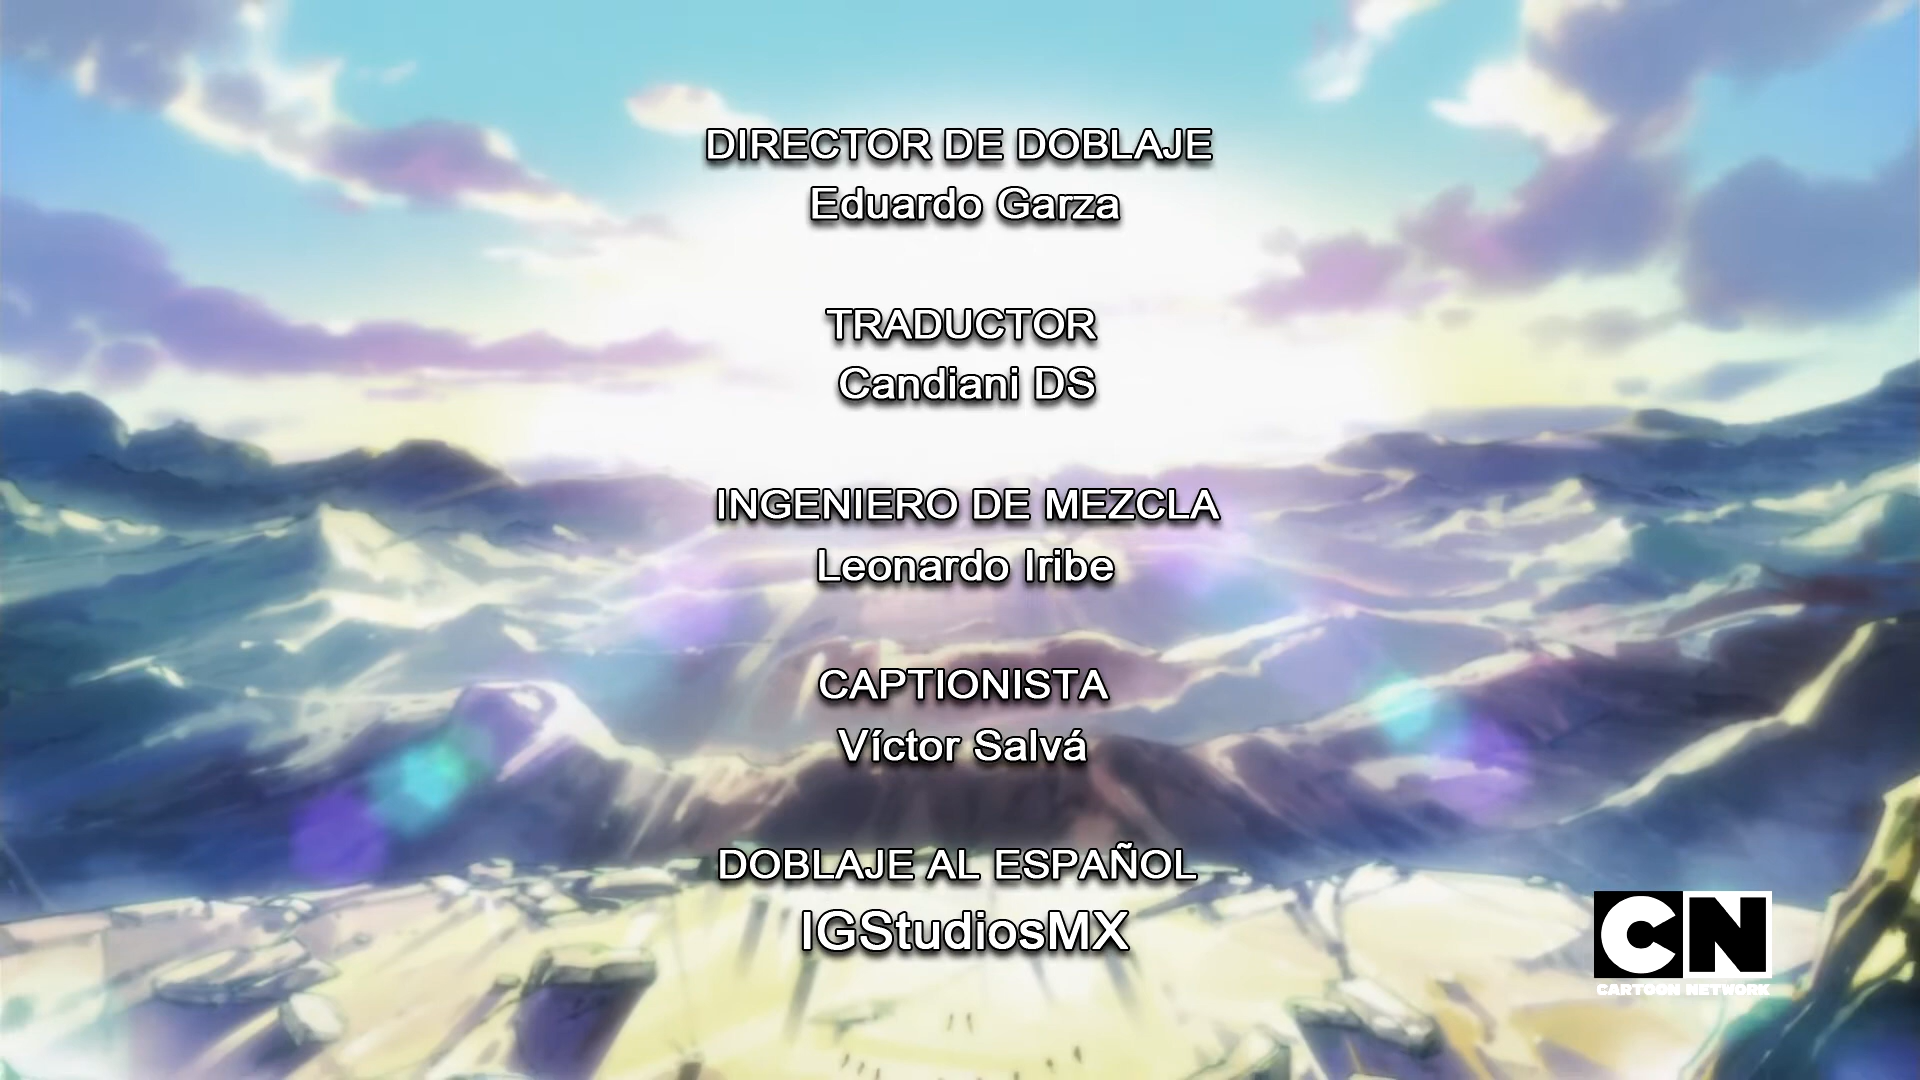 DIRECTOR DE DOBLAJE
Eduardo Garza
TRADUCTOR
Candiani DS
INGENIERO DE MEZCLA
Leonardo Iribe
CAPTIONISTA
Víctor Salvá
DOBLAJE AL ESPAÑOL
IGStudiosMX
CN
CARTOON NETWORK